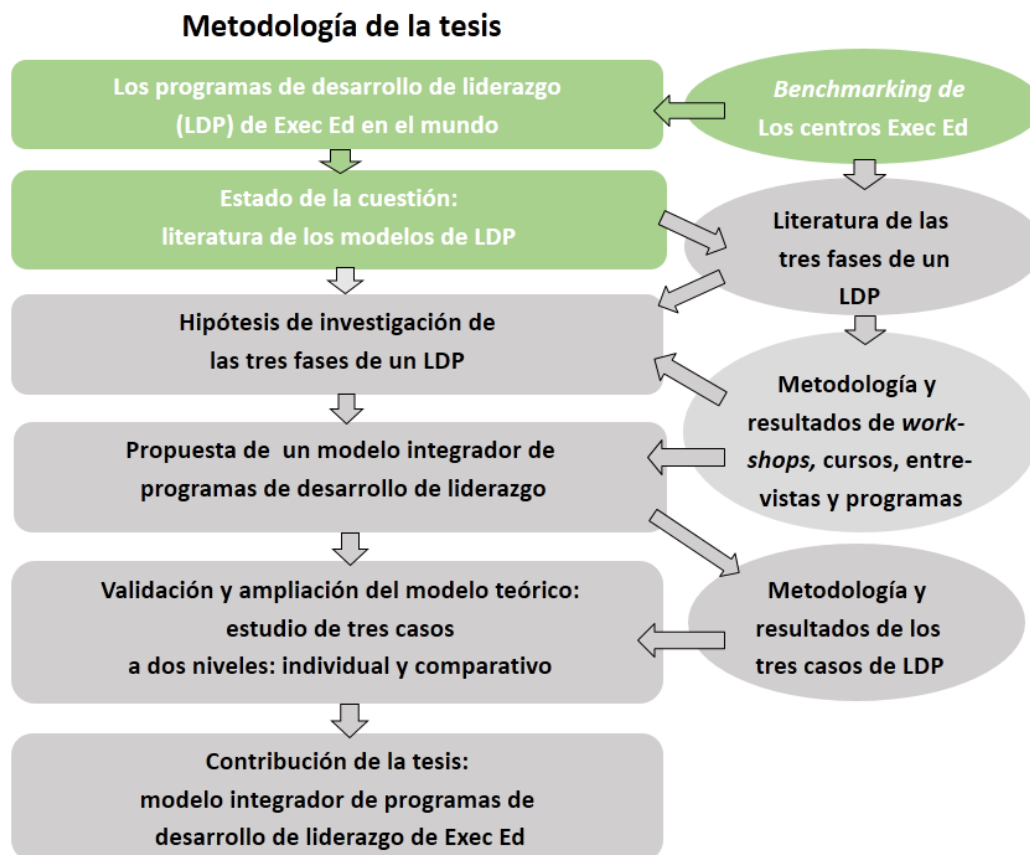 Metodología de la tesis
Los programas de desarrollo de liderazgo
(LDP) de Exec Ed en el mundo
Benchmarking de
Los centros Exec Ed
Estado de la cuestión:
literatura de los modelos de LDP
Literatura de las
tres fases de un
LDP
Hipótesis de investigación de
las tres fases de un LDP
Metodología y
resultados de work-
shops, cursos, entre-
vistas y programas
Propuesta de un modelo integrador de
programas de desarrollo de liderazgo
Validación y ampliación del modelo teórico:
estudio de tres casos
a dos niveles: individual y comparativo
Metodología y
resultados de los
tres casos de LDP
Contribución de la tesis:
modelo integrador de programas de
desarrollo de liderazgo de Exec Ed